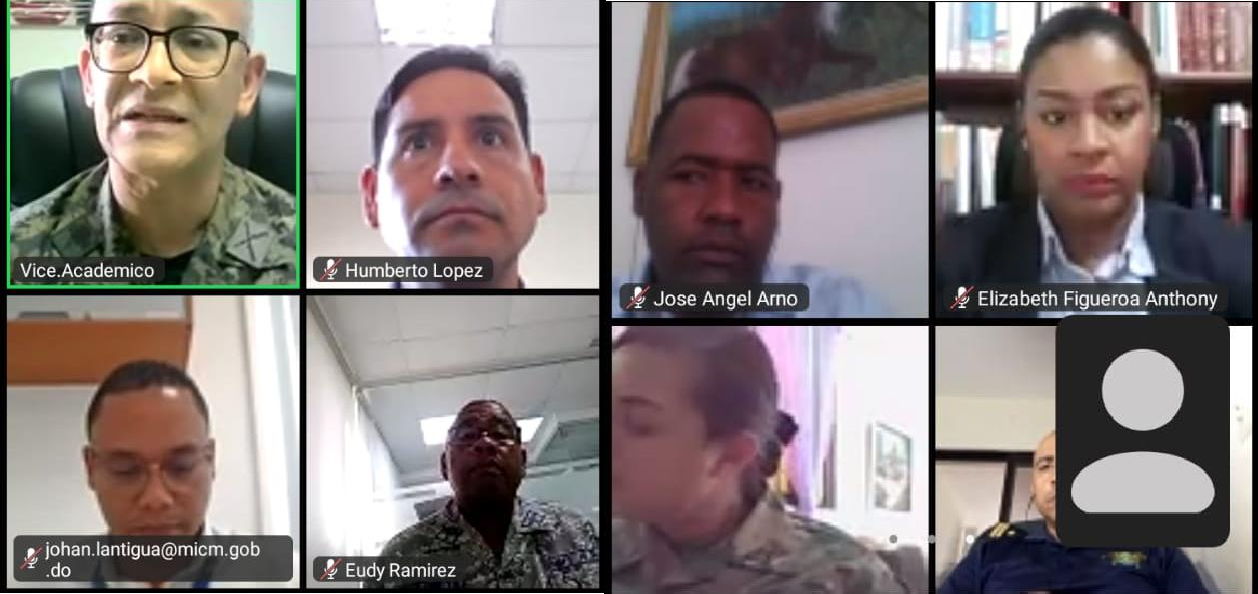 Vice.Academico
Humberto Lopez
Jose Angel Arno
Elizabeth Figueroa Anthony
johan.lantigua@micm.gob
.do
Eudy Ramirez